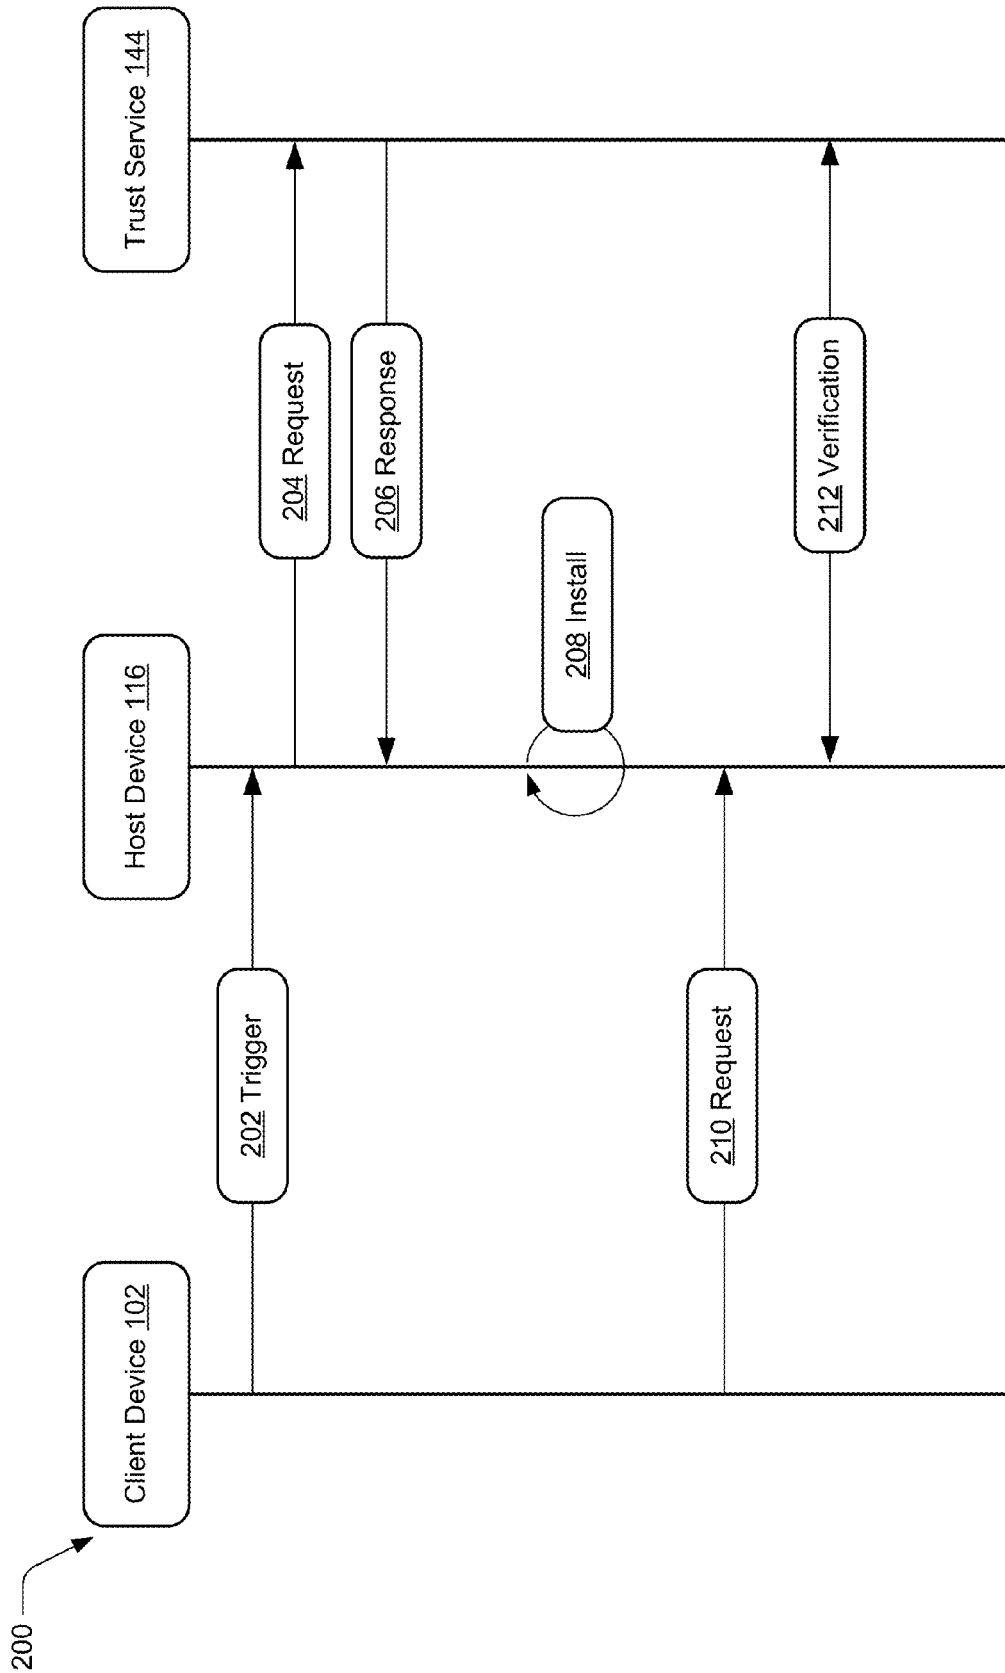 200
Client Device 102
Host Device 116
Trust Service 144
202 Trigger
204 Request
206 Response
208 Install
210 Request
212 Verification